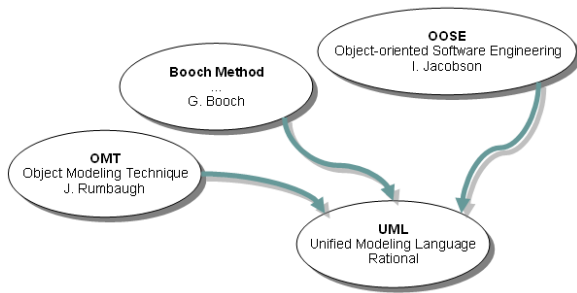 OOSE
Object-oriented Software Engineering
I. Jacobson
Booch Method
...
G. Booch
OMT
Object Modeling Technique
J. Rumbaugh
UML
Unified Modeling Language
Rational